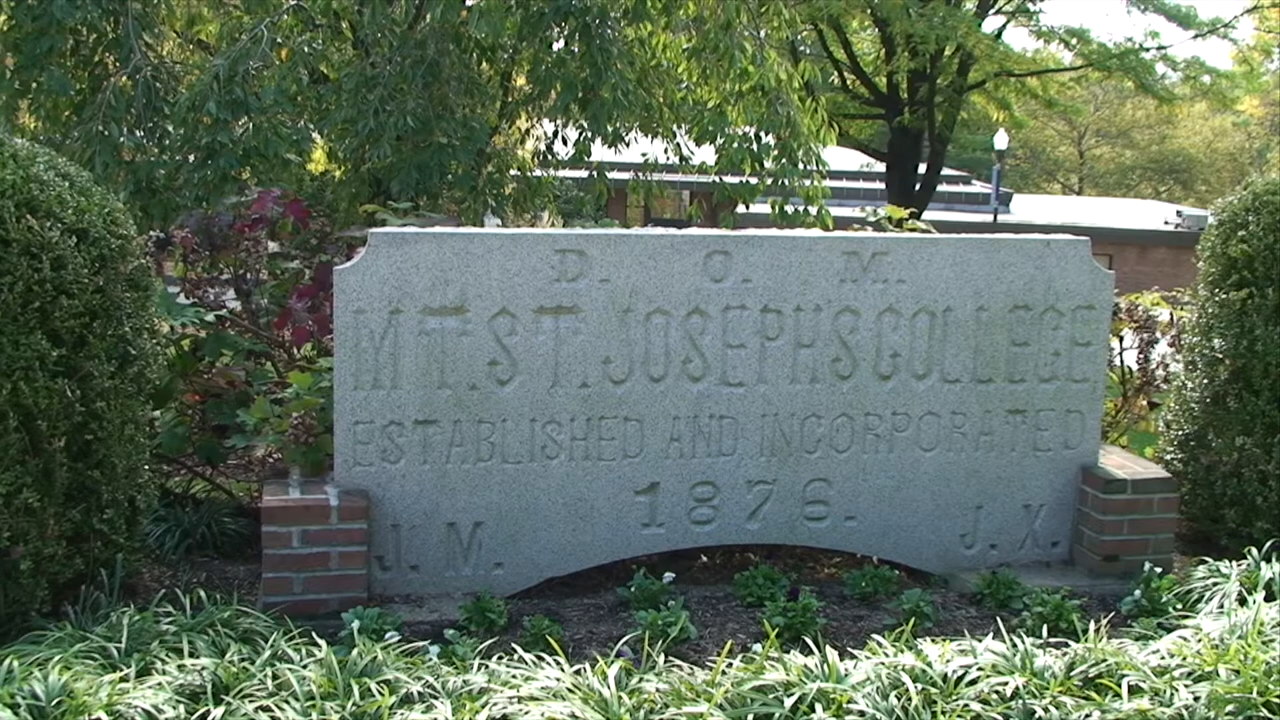 D. O. M.
MT. ST. JOSEPHS COLLEGE
ESTABLISHED AND INCORPORATED
1876.
J. M. J. X.